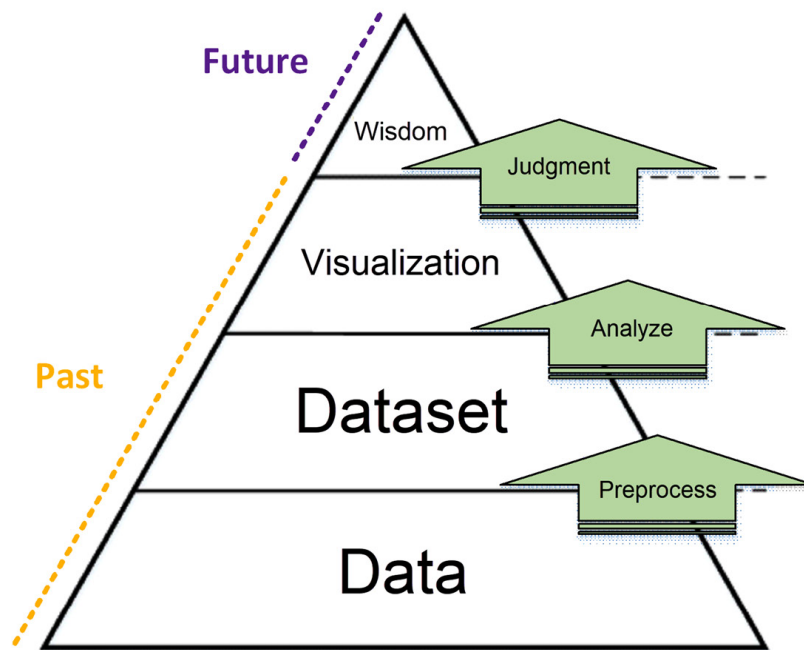 Future
Wisdom
Judgment
Visualization
Analyze
Past
Dataset
Preprocess
Data